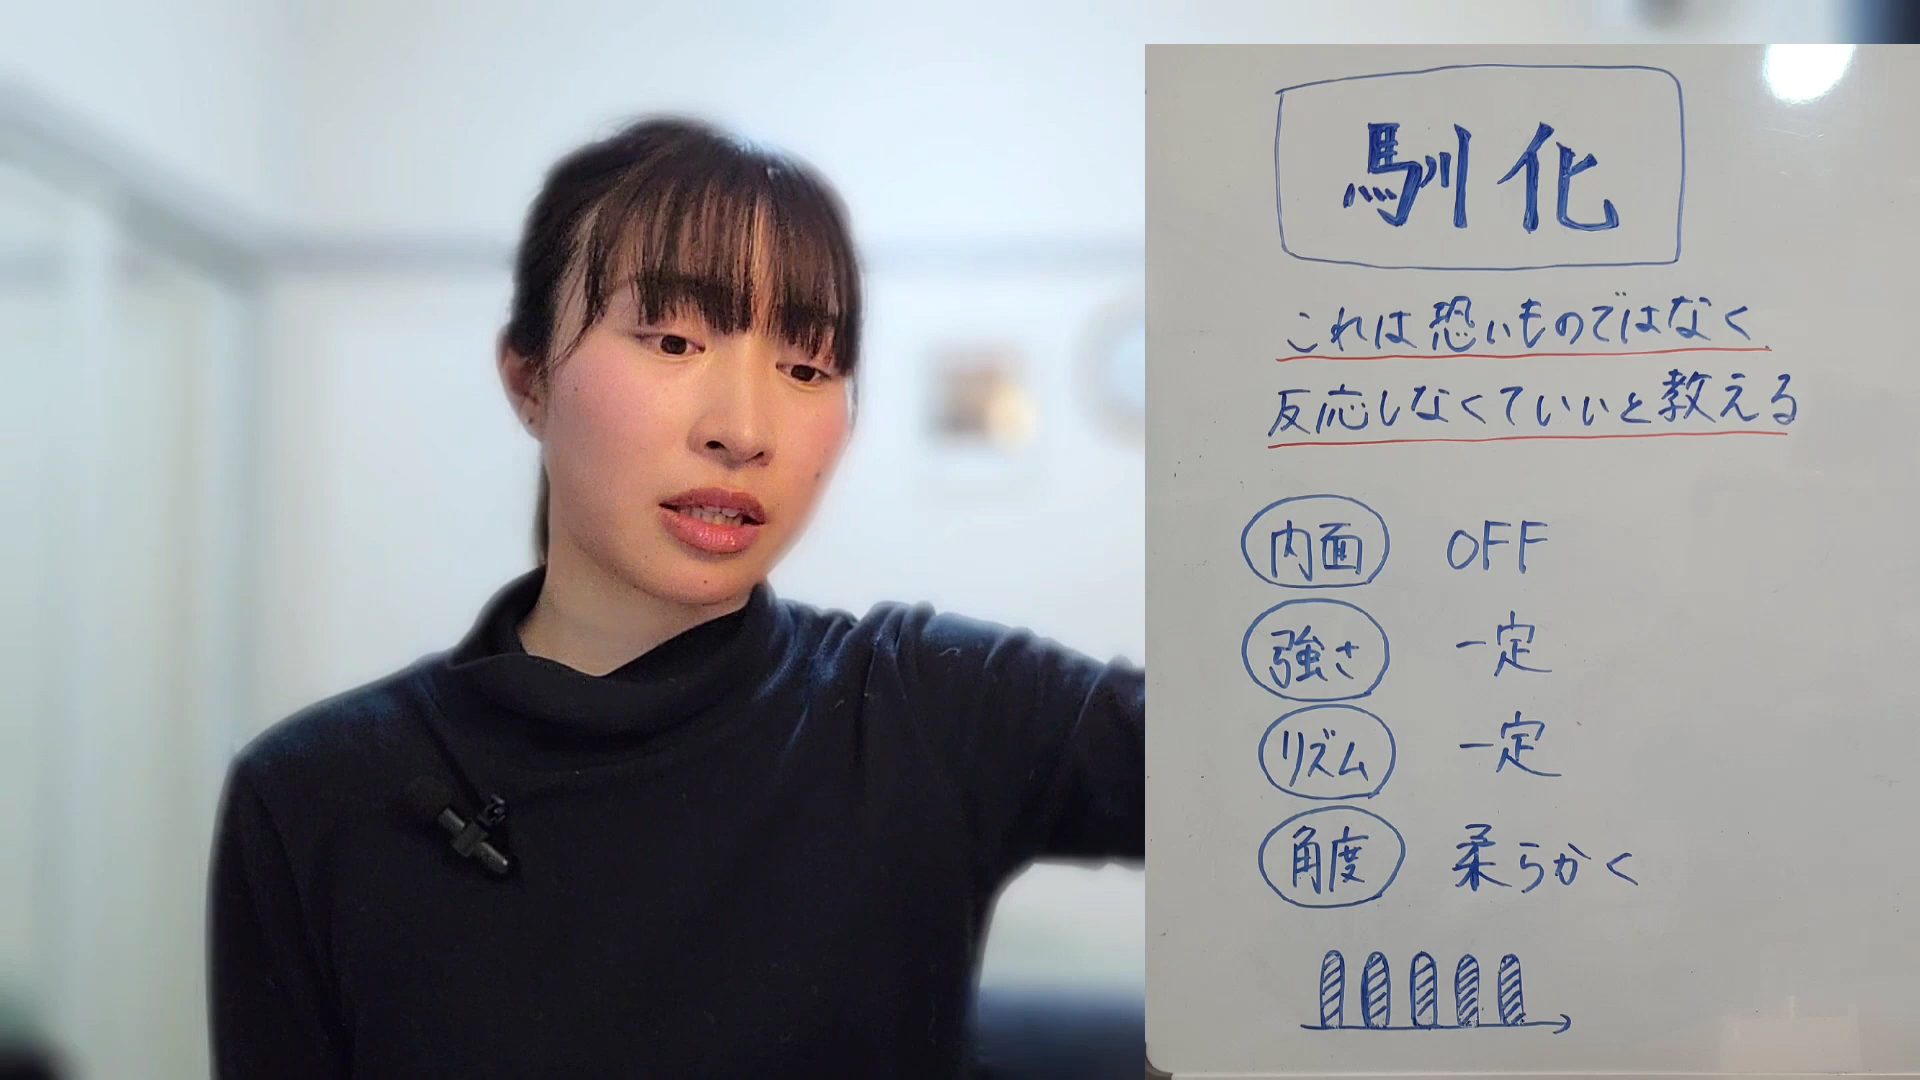 馴化
これは恐いものではなく
反応しなくていいと教える
内面 OFF
強さ 一定
リズム 一定
角度 柔らかく